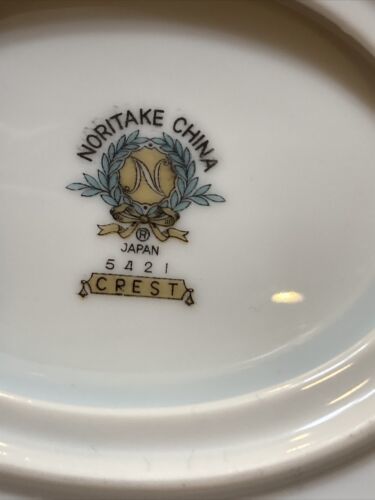 NORITAKE CHINA
N
®
JAPAN
5421
CREST